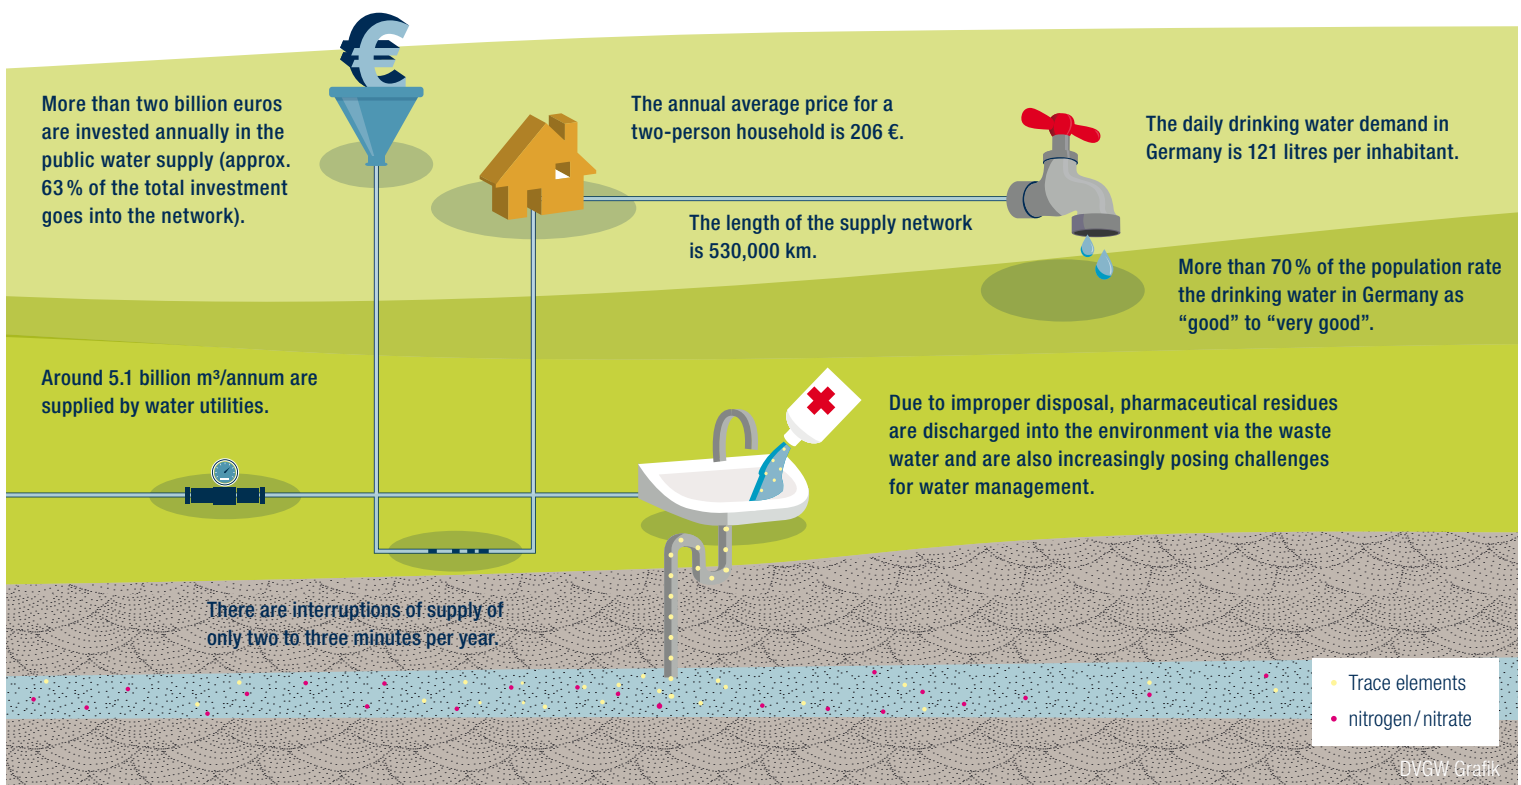 €
More than two billion euros
are invested annually in the
public water supply (approx.
63 % of the total investment
goes into the network).
The annual average price for a
two-person household is 206 €.
The daily drinking water demand in
Germany is 121 litres per inhabitant.
The length of the supply network
is 530,000 km.
More than 70 % of the population rate
the drinking water in Germany as
“good” to “very good”.
Around 5.1 billion m³/annum are
supplied by water utilities.
Due to improper disposal, pharmaceutical residues
are discharged into the environment via the waste
water and are also increasingly posing challenges
for water management.
There are interruptions of supply of
only two to three minutes per year.
Trace elements
nitrogen / nitrate
DVGW Grafik